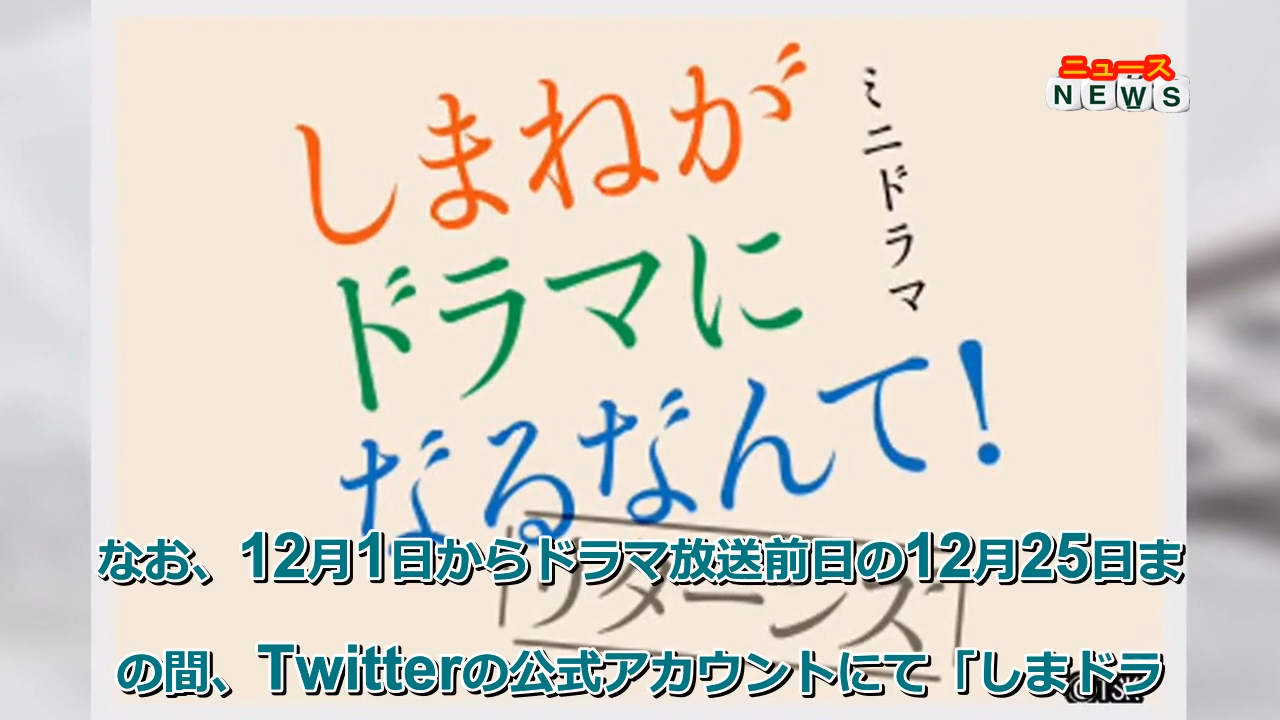 ニュース
NEWS
ミニドラマ
しまねが
ドラマに
なるなんて!
リターンズ
なお、12月1日からドラマ放送前日の12月25日ま
の間、Twitterの公式アカウントにて「しまドラ